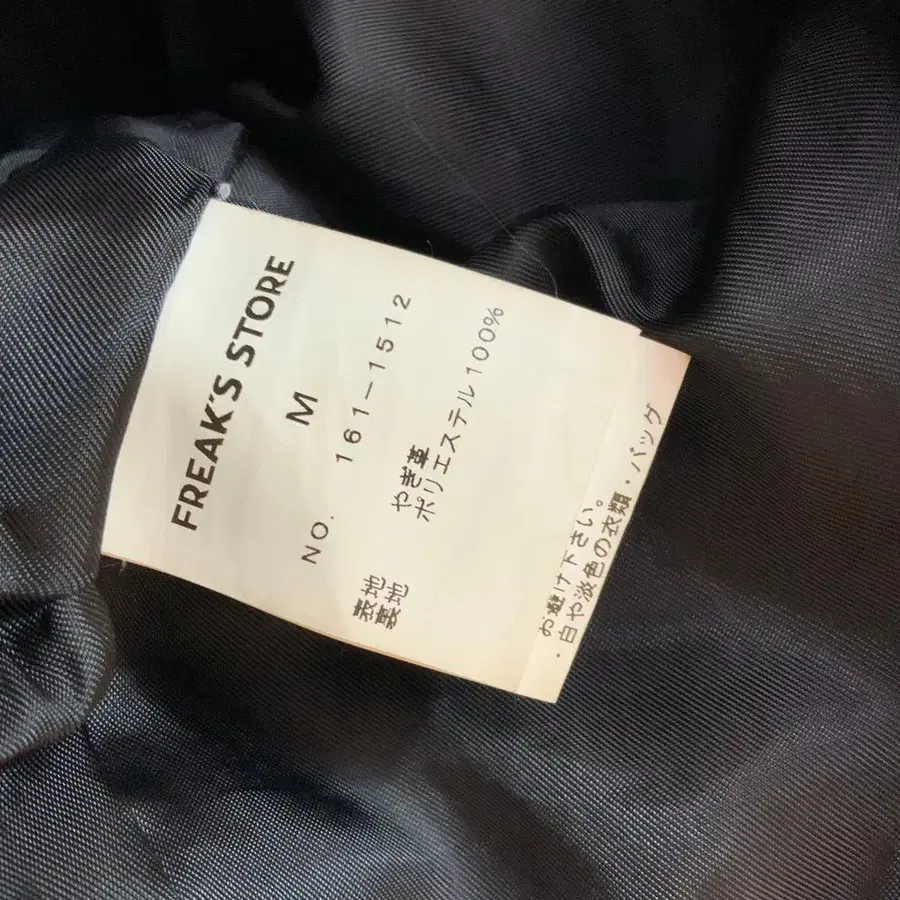 FREAK'S STORE
M
NO. 161-1512
表地 やぎ革
裏地 ポリエステル100%
お避け下さい。
・白や淡色の衣類・バッグ